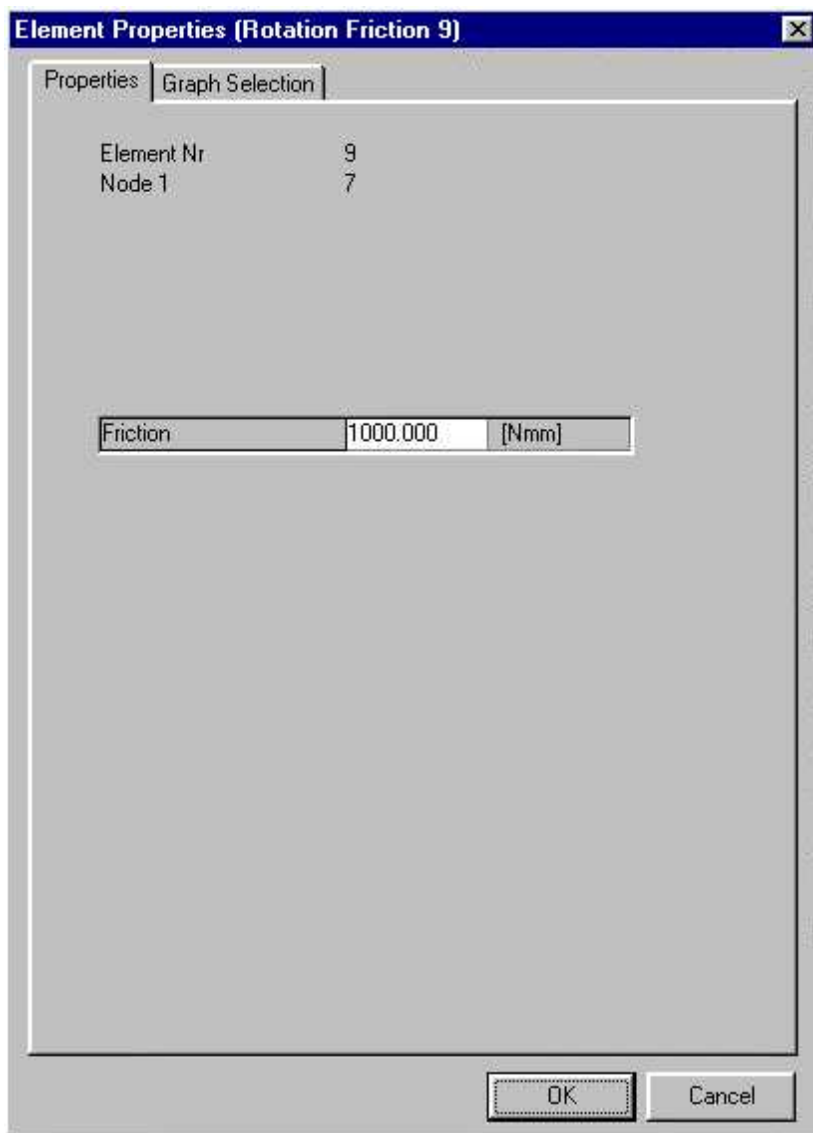 Element Properties (Rotation Friction 9)
Properties Graph Selection
Element Nr 9
Node 1 7
Friction 1000.000 [Nmm]
OK Cancel